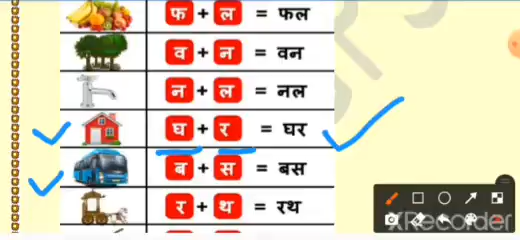 फ + ल = फल
व + न = वन
न + ल = नल
घ + र = घर
ब + स = बस
र + थ = रथ
XRecorder